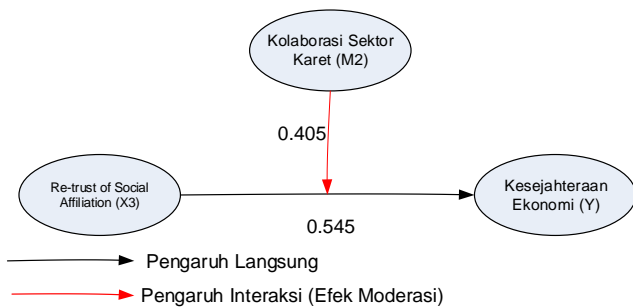 Kolaborasi Sektor
Karet (M2)
0.405
Re-trust of Social
Affiliation (X3)
Kesejahteraan
Ekonomi (Y)
0.545
Pengaruh Langsung
Pengaruh Interaksi (Efek Moderasi)